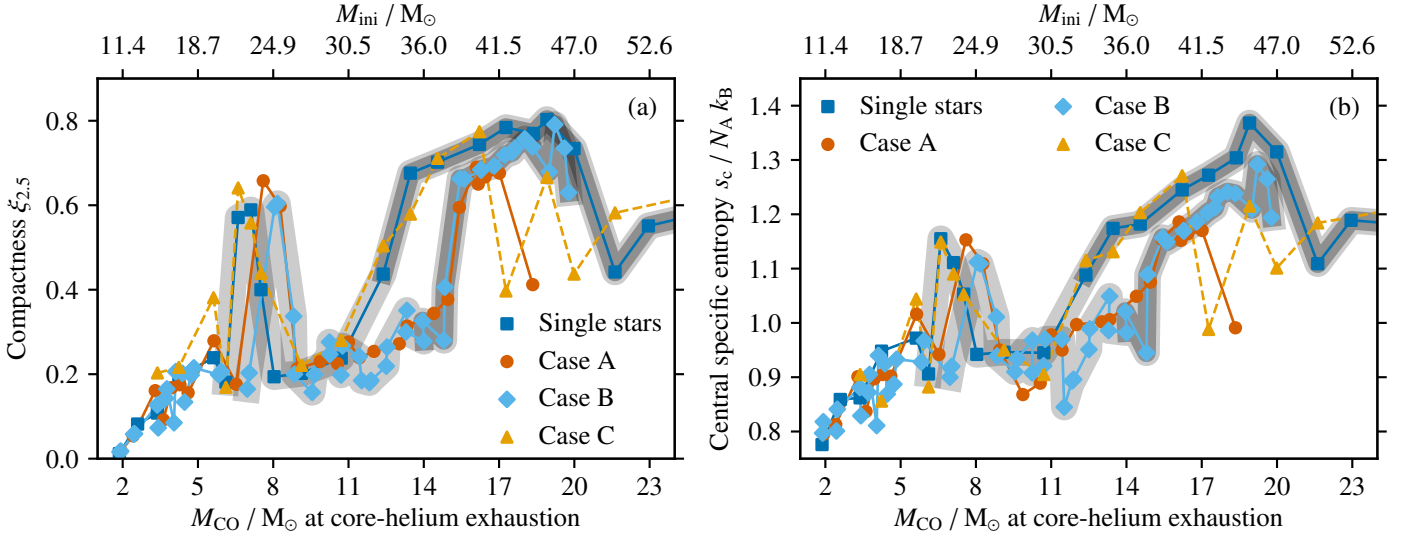 M_ini / M_⊙
11.4 18.7 24.9 30.5 36.0 41.5 47.0 52.6
(a)
Compactness ξ_2.5
0.8
0.6
0.4
0.2
0.0
Single stars
Case A
Case B
Case C
2 5 8 11 14 17 20 23
M_CO / M_⊙ at core-helium exhaustion
M_ini / M_⊙
11.4 18.7 24.9 30.5 36.0 41.5 47.0 52.6
(b)
Central specific entropy s_c / N_A k_B
1.4
1.3
1.2
1.1
1.0
0.9
0.8
Single stars
Case A
Case B
Case C
2 5 8 11 14 17 20 23
M_CO / M_⊙ at core-helium exhaustion